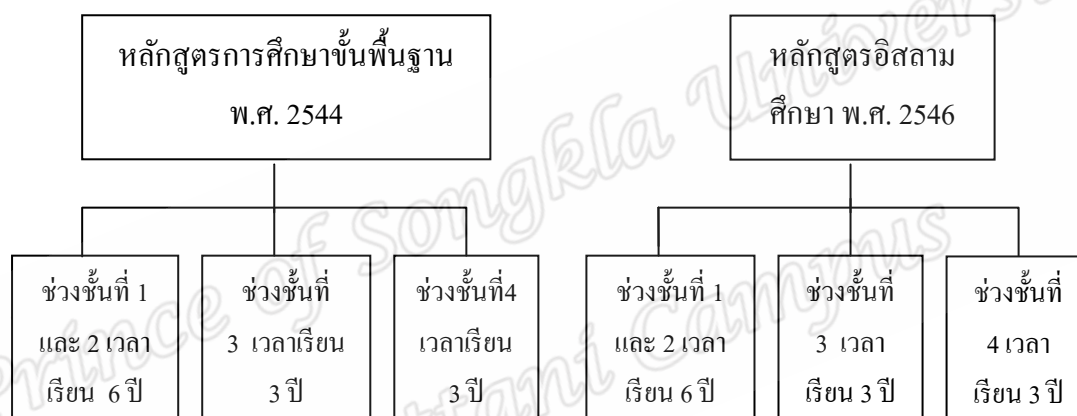 หลักสูตรการศึกษาขั้นพื้นฐาน
พ.ศ. 2544
หลักสูตรอิสลาม
ศึกษา พ.ศ. 2546
ช่วงชั้นที่ 1
และ 2 เวลา
เรียน 6 ปี
ช่วงชั้นที่
3 เวลาเรียน
3 ปี
ช่วงชั้นที่4
เวลาเรียน
3 ปี
ช่วงชั้นที่ 1
และ 2 เวลา
เรียน 6 ปี
ช่วงชั้นที่
3 เวลา
เรียน 3 ปี
ช่วงชั้นที่
4 เวลา
เรียน 3 ปี
Prince of Songkla
Campus